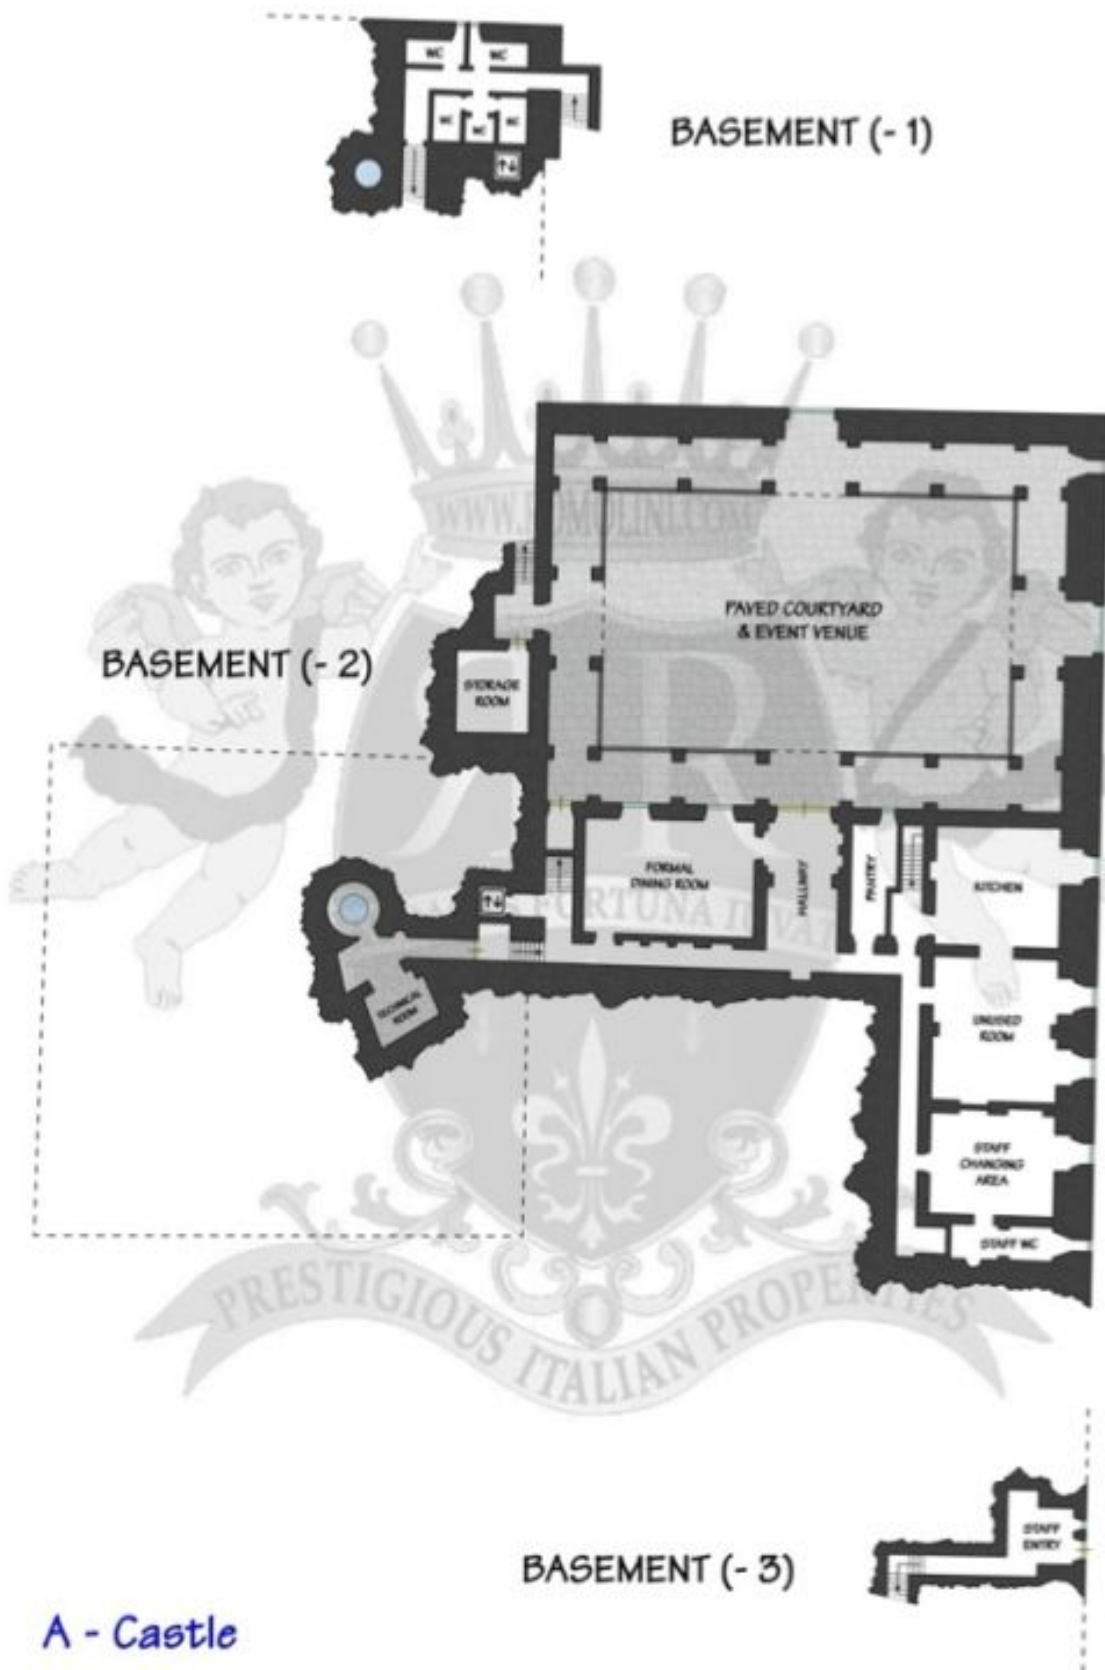 WC
WC
WC
WC
WC
BASEMENT (- 1)
WWW.ROMOLINI.COM
PAVED COURTYARD
& EVENT VENUE
BASEMENT (- 2)
STORAGE
ROOM
FORMAL
DINING ROOM
HALLWAY
PANTRY
KITCHEN
TECHNICAL
ROOM
UNUSED
ROOM
STAFF
CHANGING
AREA
STAFF WC
PRESTIGIOUS ITALIAN PROPERTIES
STAFF
ENTRY
BASEMENT (- 3)
A - Castle